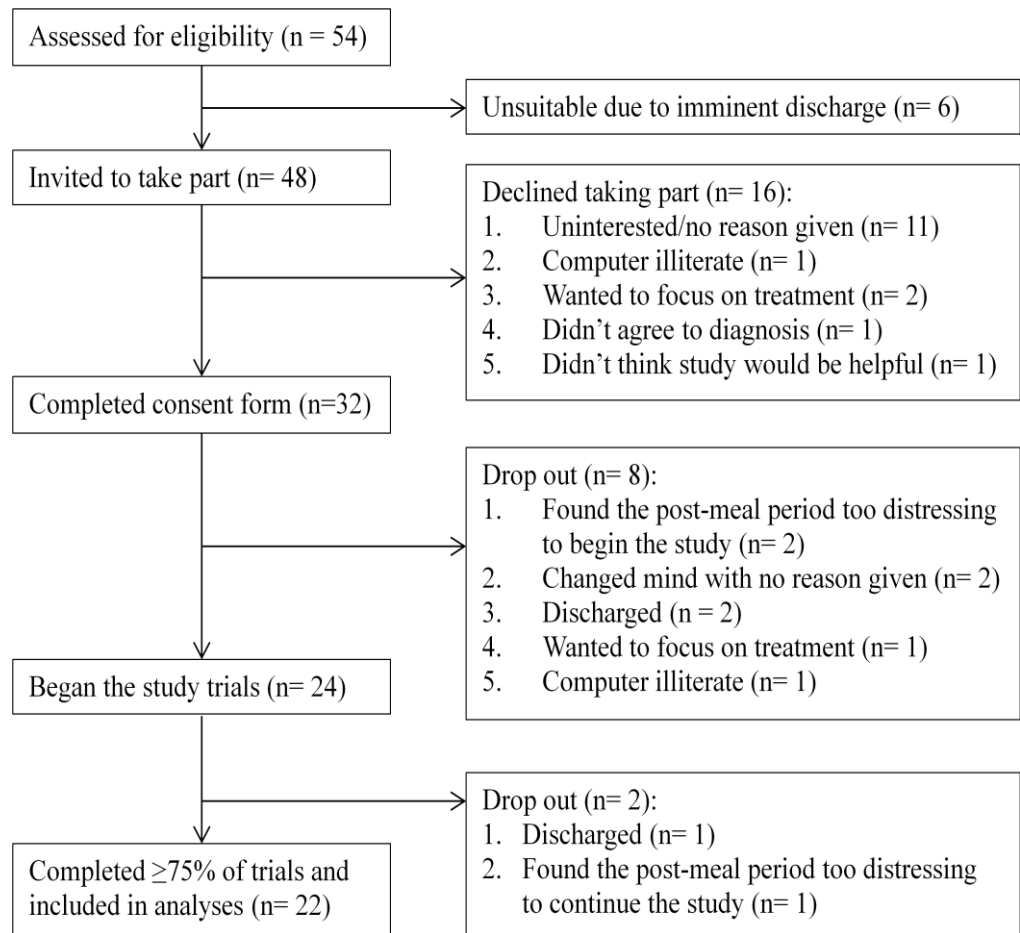 Assessed for eligibility (n = 54)
Unsuitable due to imminent discharge (n= 6)
Invited to take part (n= 48)
Declined taking part (n= 16):
1. Uninterested/no reason given (n= 11)
2. Computer illiterate (n= 1)
3. Wanted to focus on treatment (n= 2)
4. Didn’t agree to diagnosis (n= 1)
5. Didn’t think study would be helpful (n= 1)
Completed consent form (n=32)
Drop out (n= 8):
1. Found the post-meal period too distressing
to begin the study (n= 2)
2. Changed mind with no reason given (n= 2)
3. Discharged (n = 2)
4. Wanted to focus on treatment (n= 1)
5. Computer illiterate (n= 1)
Began the study trials (n= 24)
Drop out (n= 2):
1. Discharged (n= 1)
2. Found the post-meal period too distressing
to continue the study (n= 1)
Completed ≥75% of trials and
included in analyses (n= 22)